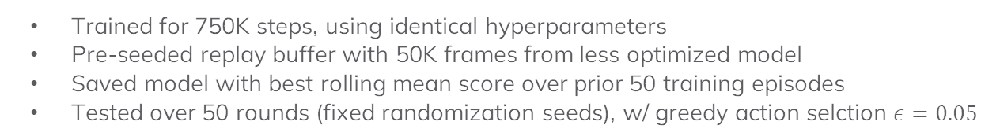 • Trained for 750K steps, using identical hyperparameters
• Pre-seeded replay buffer with 50K frames from less optimized model
• Saved model with best rolling mean score over prior 50 training episodes
• Tested over 50 rounds (fixed randomization seeds), w/ greedy action selction ϵ = 0.05